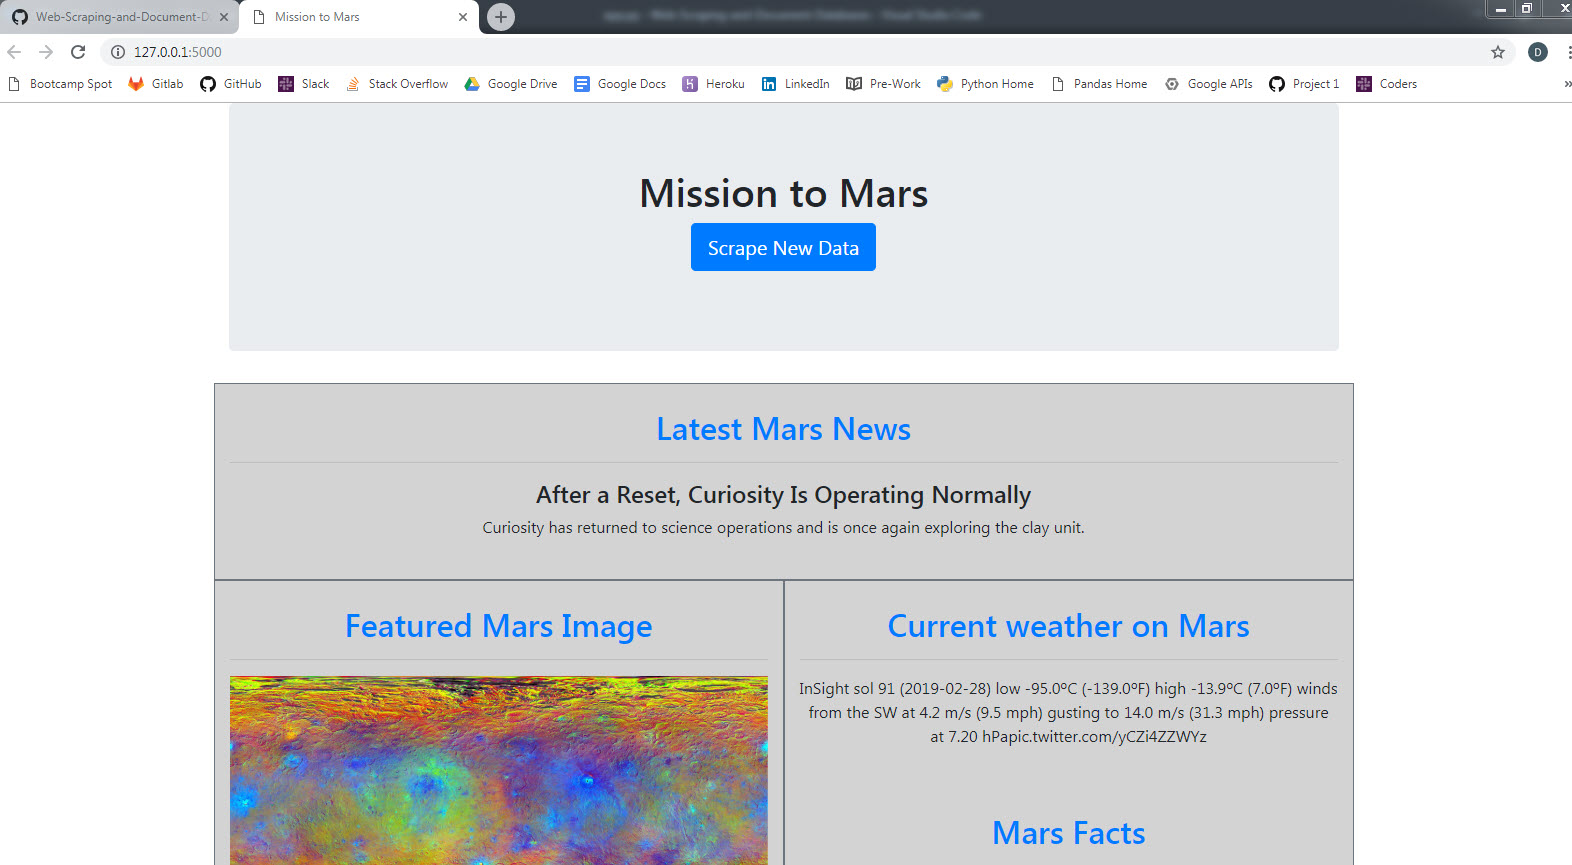 Web-Scraping-and-Document-D
Mission to Mars
127.0.0.1:5000
D
Bootcamp Spot Gitlab GitHub Slack Stack Overflow Google Drive Google Docs Heroku LinkedIn Pre-Work Python Home Pandas Home Google APIs Project 1 Coders »
Mission to Mars
Scrape New Data
Latest Mars News
After a Reset, Curiosity Is Operating Normally
Curiosity has returned to science operations and is once again exploring the clay unit.
Featured Mars Image
Current weather on Mars
InSight sol 91 (2019-02-28) low -95.0ºC (-139.0ºF) high -13.9ºC (7.0ºF) winds
from the SW at 4.2 m/s (9.5 mph) gusting to 14.0 m/s (31.3 mph) pressure
at 7.20 hPapic.twitter.com/yCZi4ZZWYz
Mars Facts